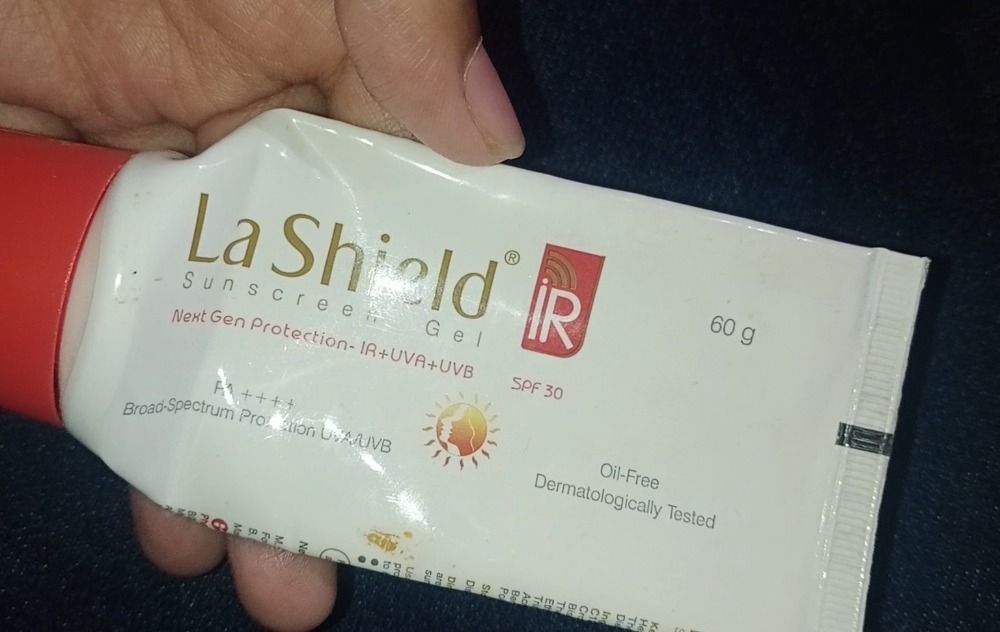 La Shield®
Sunscreen Gel
Next Gen Protection- IR+UVA+UVB
iR
SPF 30
60 g
PA ++++
Broad-Spectrum Protection UVA/UVB
Oil-Free
Dermatologically Tested